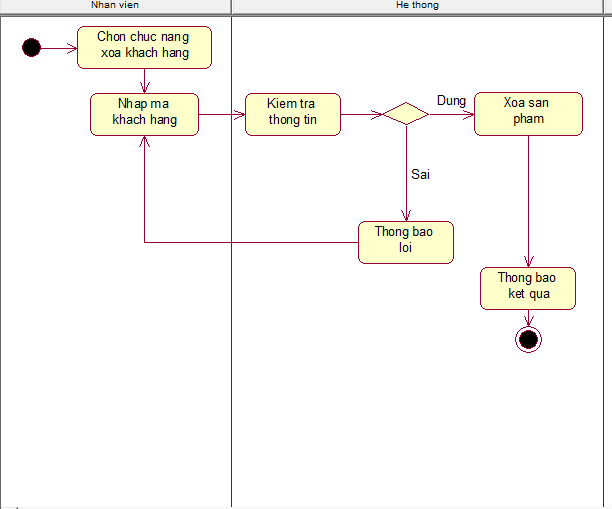 Nhan vien
He thong
Chon chuc nang
xoa khach hang
Nhap ma
khach hang
Kiem tra
thong tin
Dung
Xoa san
pham
Sai
Thong bao
loi
Thong bao
ket qua